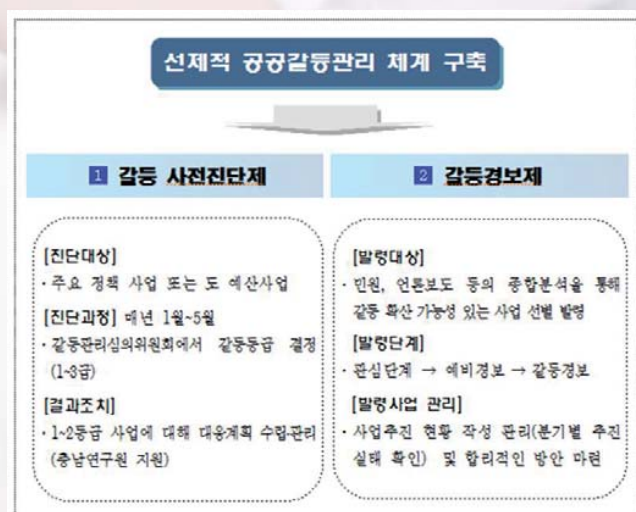 선제적 공공갈등관리 체계 구축
1 갈등 사전진단제
[진단대상]
· 주요 정책 사업 또는 도 예산사업
[진단과정] 매년 1월~5월
· 갈등관리심의위원회에서 갈등등급 결정
(1~3급)
[결과조치]
· 1~2등급 사업에 대해 대응계획 수립·관리
(충남연구원 지원)
2 갈등경보제
[발령대상]
· 민원, 언론보도 등의 종합분석을 통해
갈등 확산 가능성 있는 사업 선별 발령
[발령단계]
· 관심단계 → 예비경보 → 갈등경보
[발령사업 관리]
· 사업추진 현황 작성 관리(분기별 추진
실태 확인) 및 합리적인 방안 마련